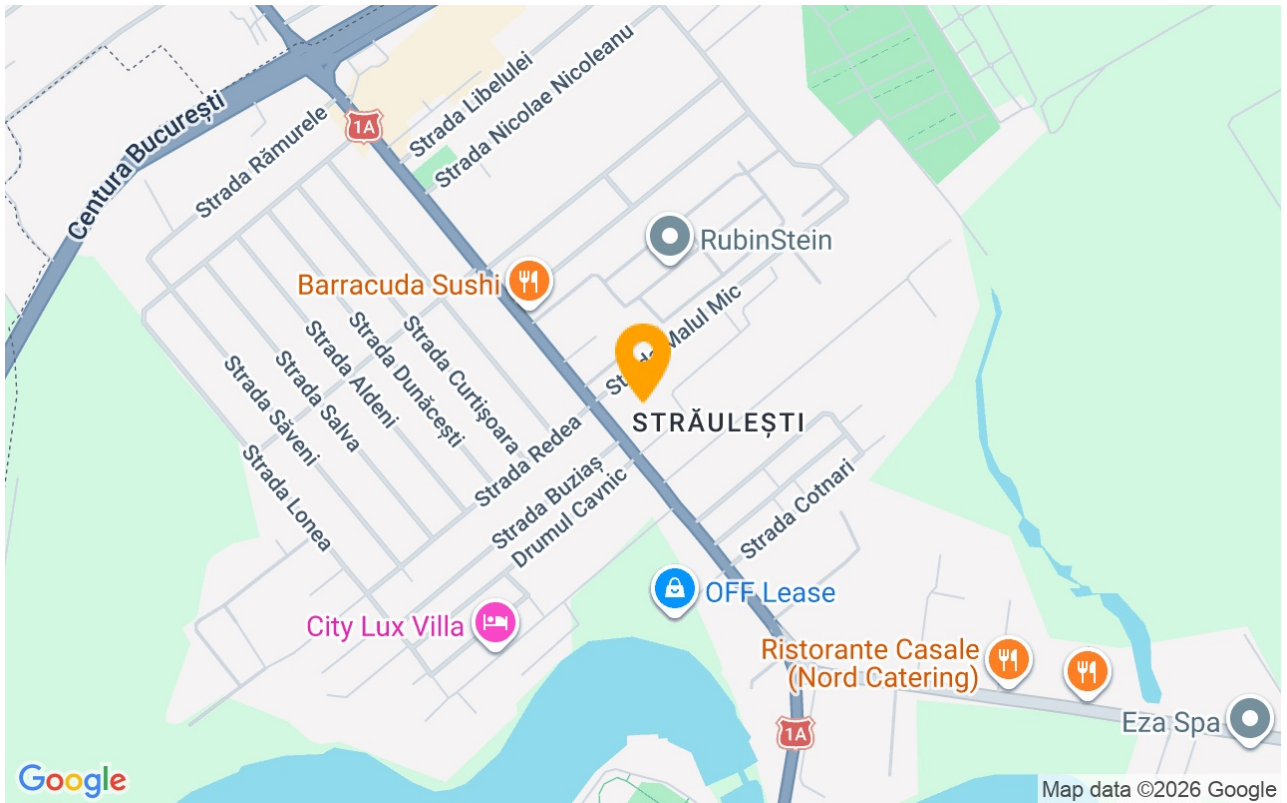 Strada Libelulei
Strada Nicolae Nicoleanu
1A
Strada Rămurele
Centura București
RubinStein
Barracuda Sushi
Strada Malul Mic
Strada Curtișoara
Strada Dunăcești
Strada Aldeni
Strada Salva
Strada Săveni
Strada Lonea
STRĂULEȘTI
Strada Redea
Strada Buziaș
Drumul Cavnic
Strada Cotnari
OFF Lease
City Lux Villa
Ristorante Casale
(Nord Catering)
Eza Spa
1A
Google
Map data ©2026 Google